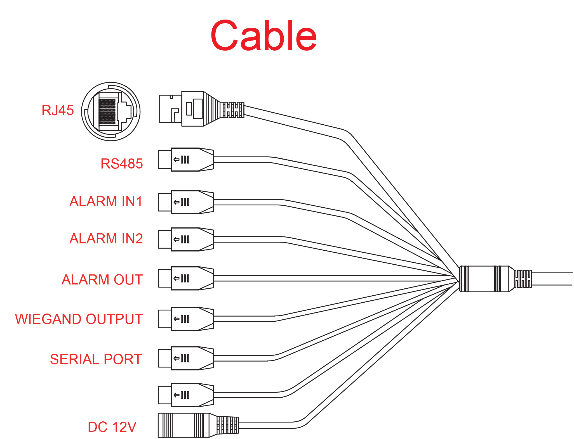 Cable
RJ45
RS485
ALARM IN1
ALARM IN2
ALARM OUT
WIEGAND OUTPUT
SERIAL PORT
DC 12V